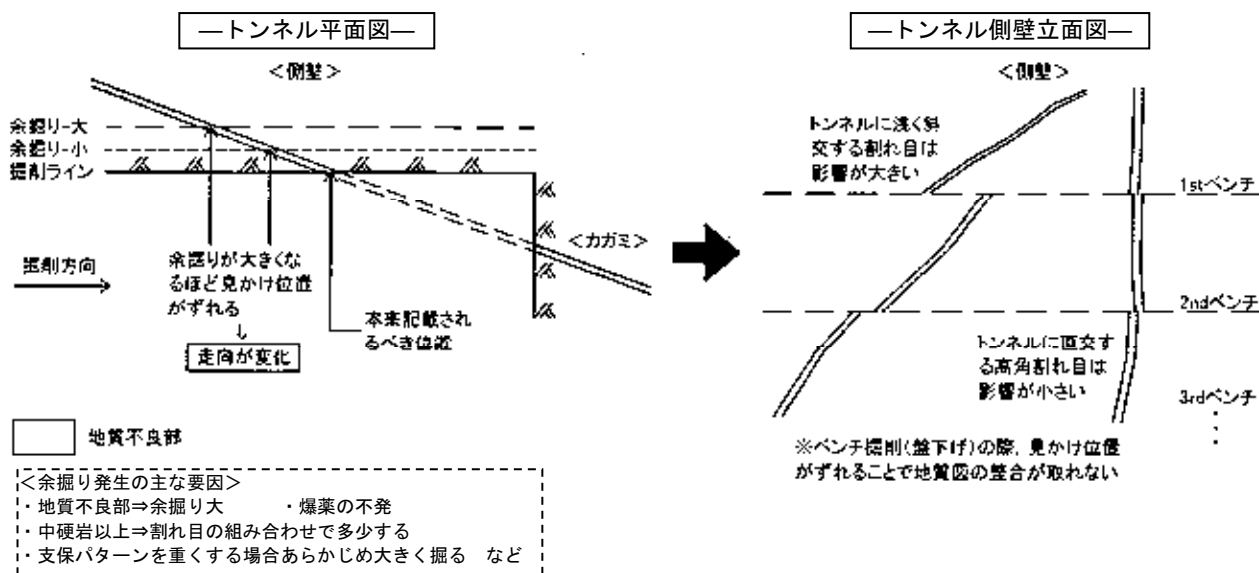 ―トンネル平面図―
＜側壁＞
余掘り-大
余掘り-小
掘削ライン
＜カガミ＞
掘削方向
余掘りが大きくな
るほど見かけ位置
がずれる
↓
走向が変化
本来記載され
るべき位置
地質不良部
＜余掘り発生の主な要因＞
・地質不良部⇒余掘り大　・爆薬の不発
・中硬岩以上⇒割れ目の組み合わせで多少する
・支保パターンを重くする場合あらかじめ大きく掘る　など
―トンネル側壁立面図―
＜側壁＞
トンネルに浅く斜
交する割れ目は
影響が大きい
1stベンチ
2ndベンチ
トンネルに直交す
る高角割れ目は
影響が小さい
3rdベンチ
※ベンチ掘削(盤下げ)の際、見かけ位置
がずれることで地質図の整合が取れない